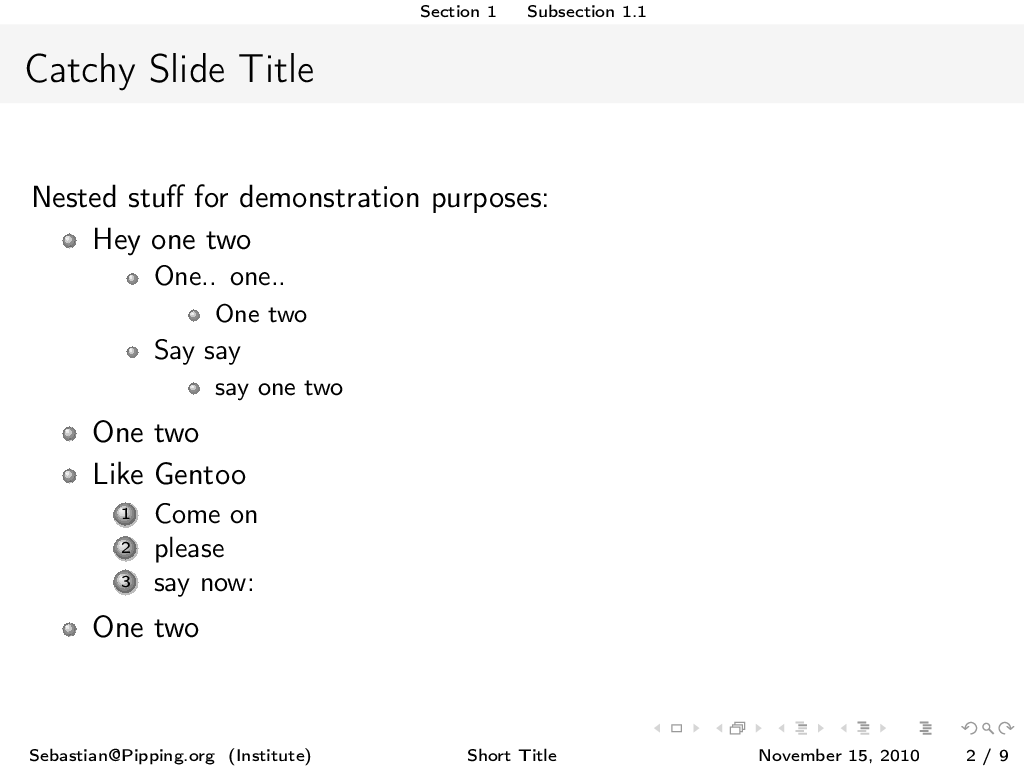 Section 1 Subsection 1.1
Catchy Slide Title
Nested stuff for demonstration purposes:
Hey one two
One.. one..
One two
Say say
say one two
One two
Like Gentoo
1 Come on
2 please
3 say now:
One two
Sebastian@Pipping.org (Institute) Short Title November 15, 2010 2 / 9